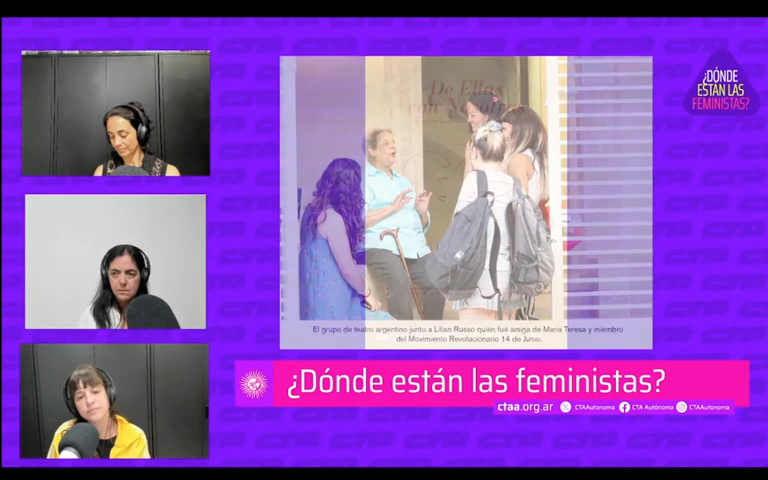 ¿DÓNDE
ESTÁN LAS
FEMINISTAS?
De Ellas
El grupo de teatro argentino junto a Lilian Russo quién fué amiga de Maria Teresa y miembro
del Movimiento Revolucionario 14 de Junio.
¿Dónde están las feministas?
ctaa.org.ar CTAAutonoma CTA Autónoma CTAAutonoma